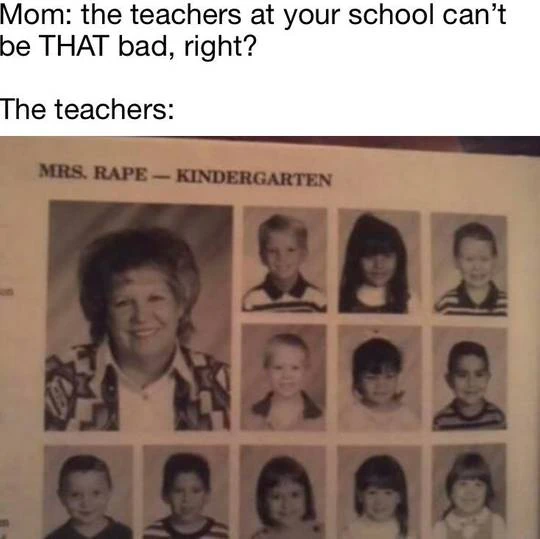 Mom: the teachers at your school can't
be THAT bad, right?
The teachers:
MRS. RAPE — KINDERGARTEN